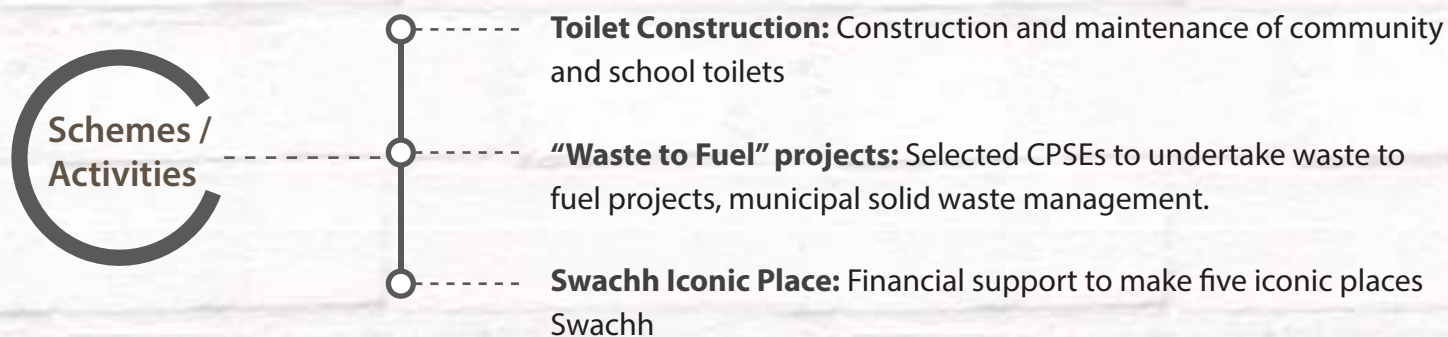 Schemes /
Activities
Toilet Construction: Construction and maintenance of community
and school toilets
“Waste to Fuel” projects: Selected CPSEs to undertake waste to
fuel projects, municipal solid waste management.
Swachh Iconic Place: Financial support to make five iconic places
Swachh